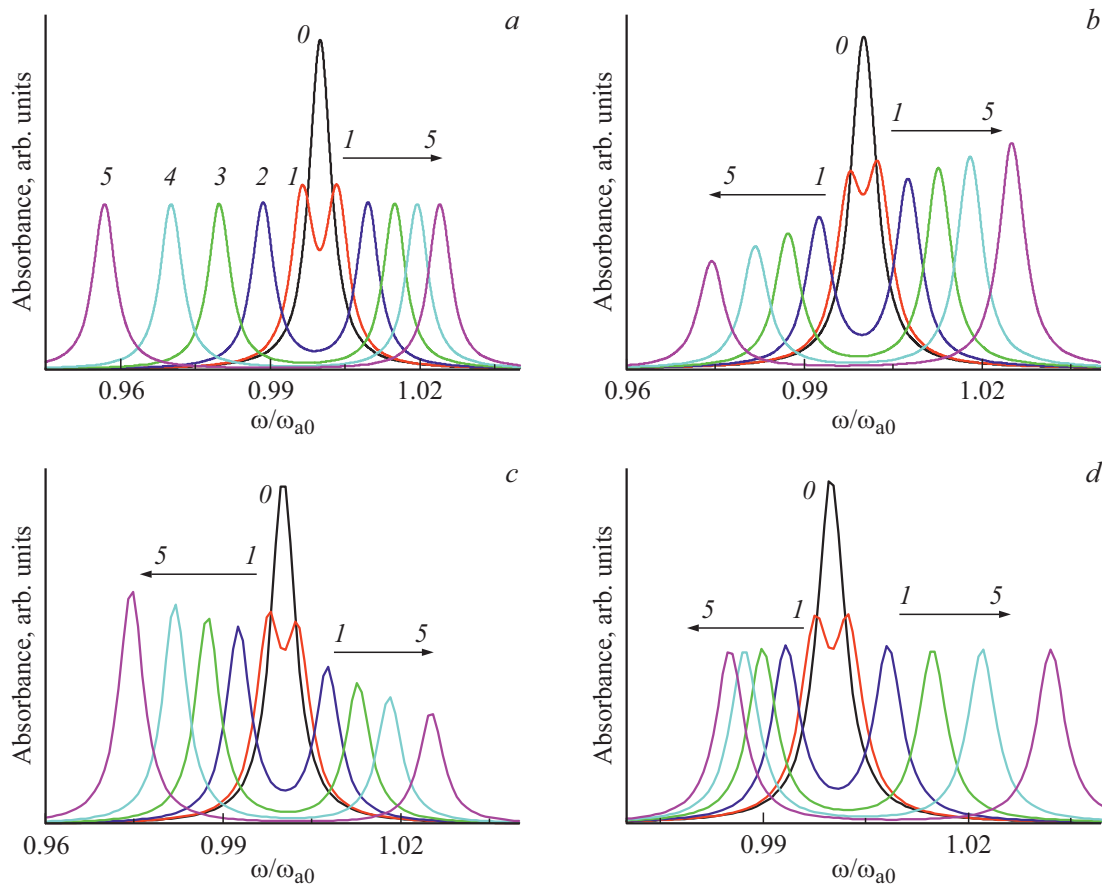 a
0
1 5
5 4 3 2 1
Absorbance, arb. units
0.96 0.99 1.02
ω/ωa0
b
0
1 5
5 1
Absorbance, arb. units
0.96 0.99 1.02
ω/ωa0
c
0
5 1
1 5
Absorbance, arb. units
0.96 0.99 1.02
ω/ωa0
d
0
5 1
1 5
Absorbance, arb. units
0.99 1.02
ω/ωa0